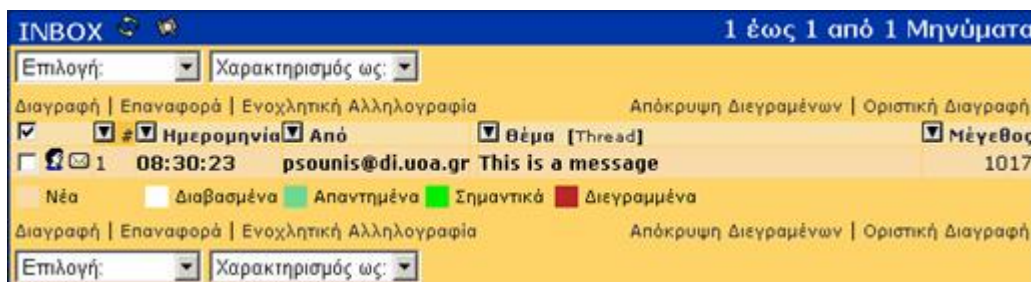 INBOX 1 έως 1 από 1 Μηνύματα
Επιλογή: Χαρακτηρισμός ως:
Διαγραφή | Επαναφορά | Ενοχλητική Αλληλογραφία Απόκρυψη Διεγραμένων | Οριστική Διαγραφή
# Ημερομηνία Από Θέμα [Thread] Μέγεθος
1 08:30:23 psounis@di.uoa.gr This is a message 1017
Νέα Διαβασμένα Απαντημένα Σημαντικά Διεγραμμένα
Διαγραφή | Επαναφορά | Ενοχλητική Αλληλογραφία Απόκρυψη Διεγραμένων | Οριστική Διαγραφή
Επιλογή: Χαρακτηρισμός ως: